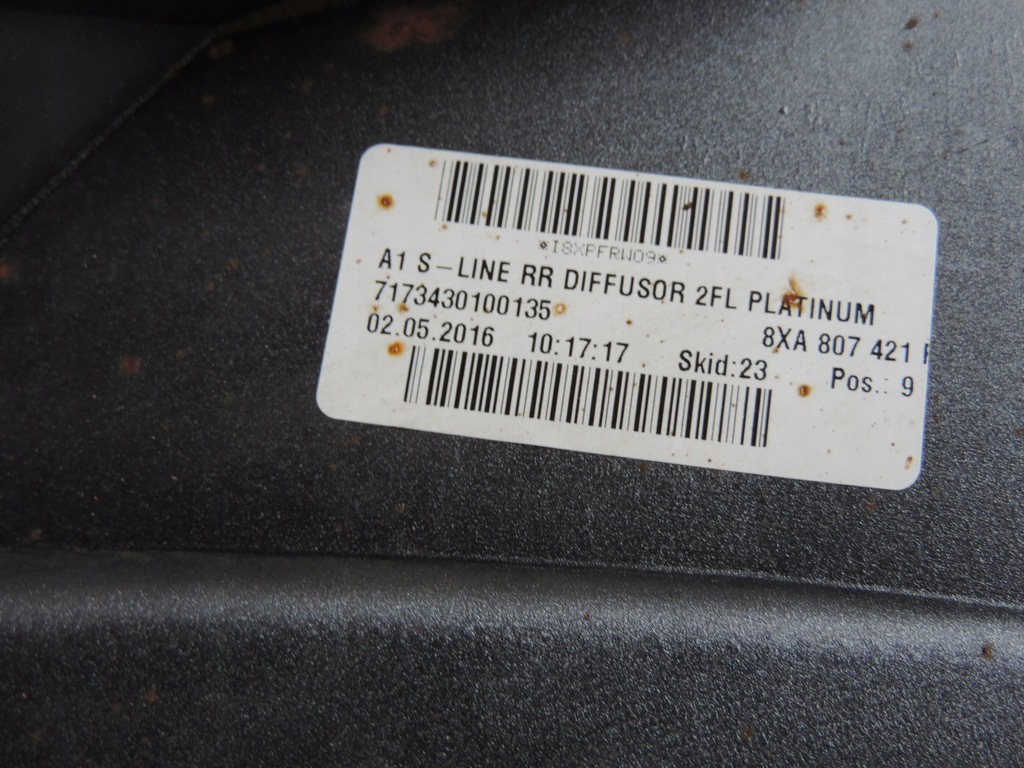 *I8XPFRW09*
A1 S-LINE RR DIFFUSOR 2FL PLATINUM
7173430100135
8XA 807 421
02.05.2016 10:17:17 Skid:23 Pos.: 9